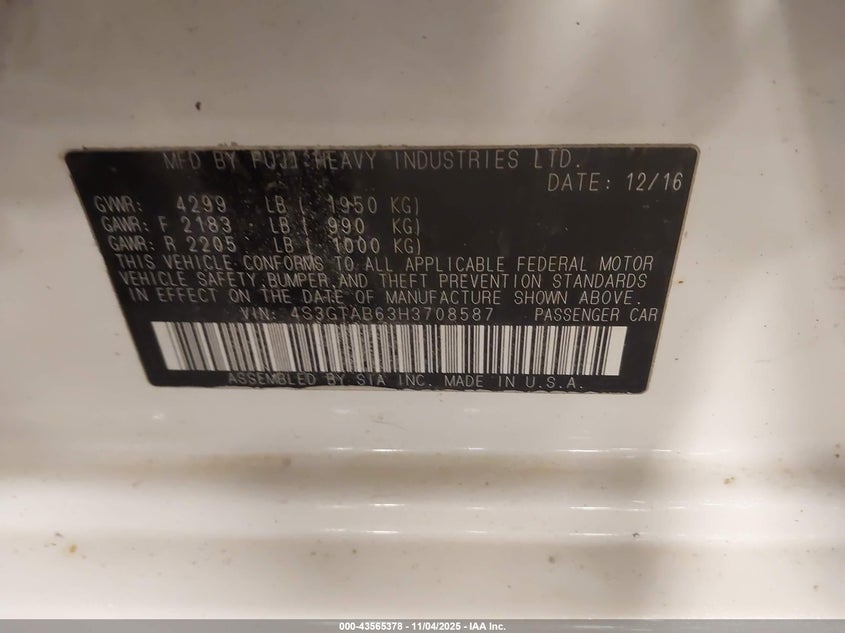 MFD BY FUJI HEAVY INDUSTRIES LTD.
DATE: 12/16
GVWR: 4299 LB ( 1950 KG)
GAWR: F 2183 LB ( 990 KG)
GAWR: R 2205 LB ( 1000 KG)
THIS VEHICLE CONFORMS TO ALL APPLICABLE FEDERAL MOTOR
VEHICLE SAFETY,BUMPER,AND THEFT PREVENTION STANDARDS
IN EFFECT ON THE DATE OF MANUFACTURE SHOWN ABOVE.
VIN: 4S3GTAB63H3708587 PASSENGER CAR
ASSEMBLED BY SIA INC. MADE IN U.S.A.
000-43565378 - 11/04/2025 - IAA Inc.